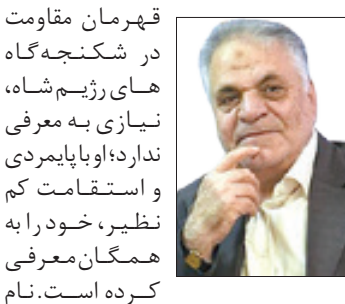 قهرمان مقاومت
در شکنجه‌گاه
های رژیم شاه،
نیازی به معرفی
ندارد؛ او با پایمردی
و استقامت کم
نظیر، خود را به
همگان معرفی
کرده است. نام